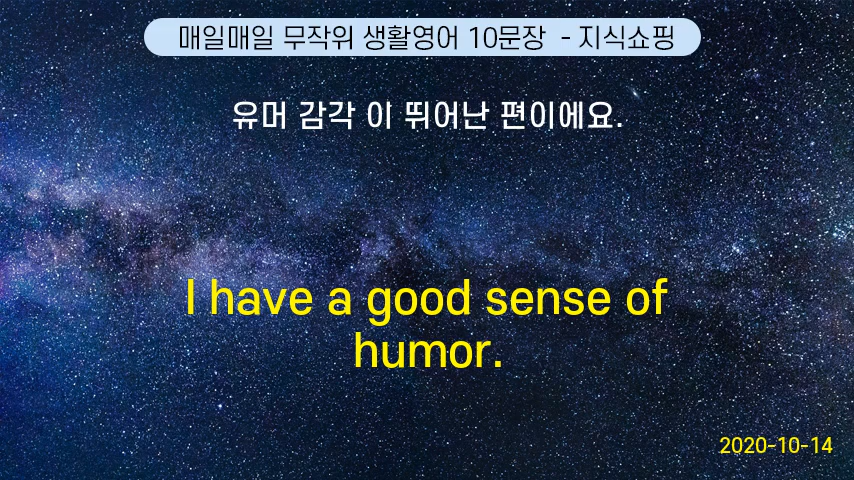 매일매일 무작위 생활영어 10문장 - 지식쇼핑
유머 감각 이 뛰어난 편이에요.
I have a good sense of
humor.
2020-10-14